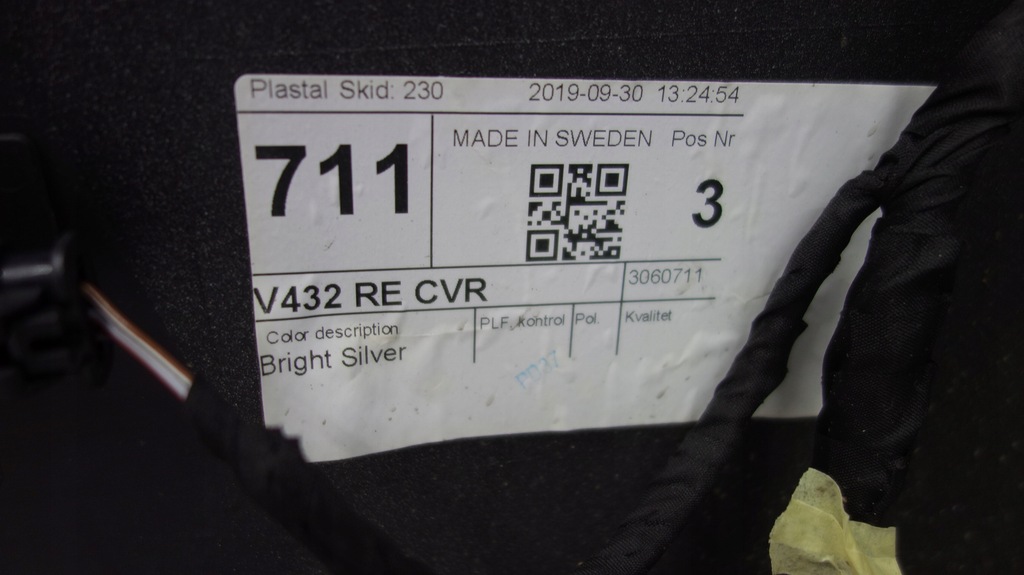 Plastal Skid: 230 2019-09-30 13:24:54
711 MADE IN SWEDEN Pos Nr
3
V432 RE CVR 3060711
Color description PLF, kontrol Pol. Kvalitet
Bright Silver